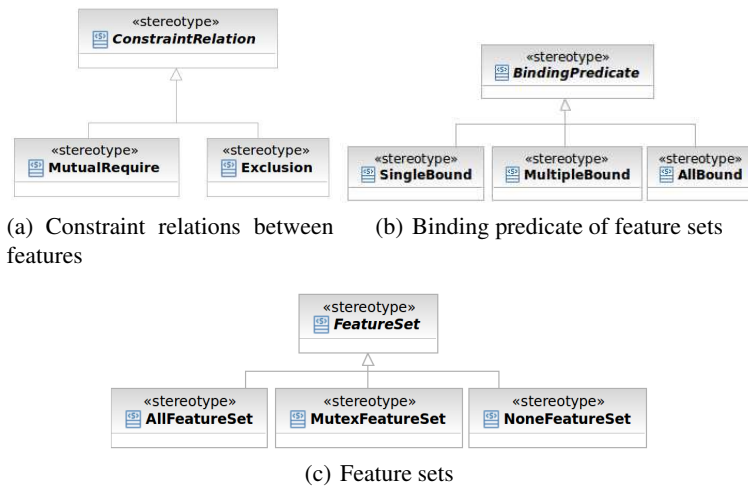 «stereotype»
ConstraintRelation
«stereotype»
MutualRequire
«stereotype»
Exclusion
(a) Constraint relations between
features
«stereotype»
BindingPredicate
«stereotype»
SingleBound
«stereotype»
MultipleBound
«stereotype»
AllBound
(b) Binding predicate of feature sets
«stereotype»
FeatureSet
«stereotype»
AllFeatureSet
«stereotype»
MutexFeatureSet
«stereotype»
NoneFeatureSet
(c) Feature sets